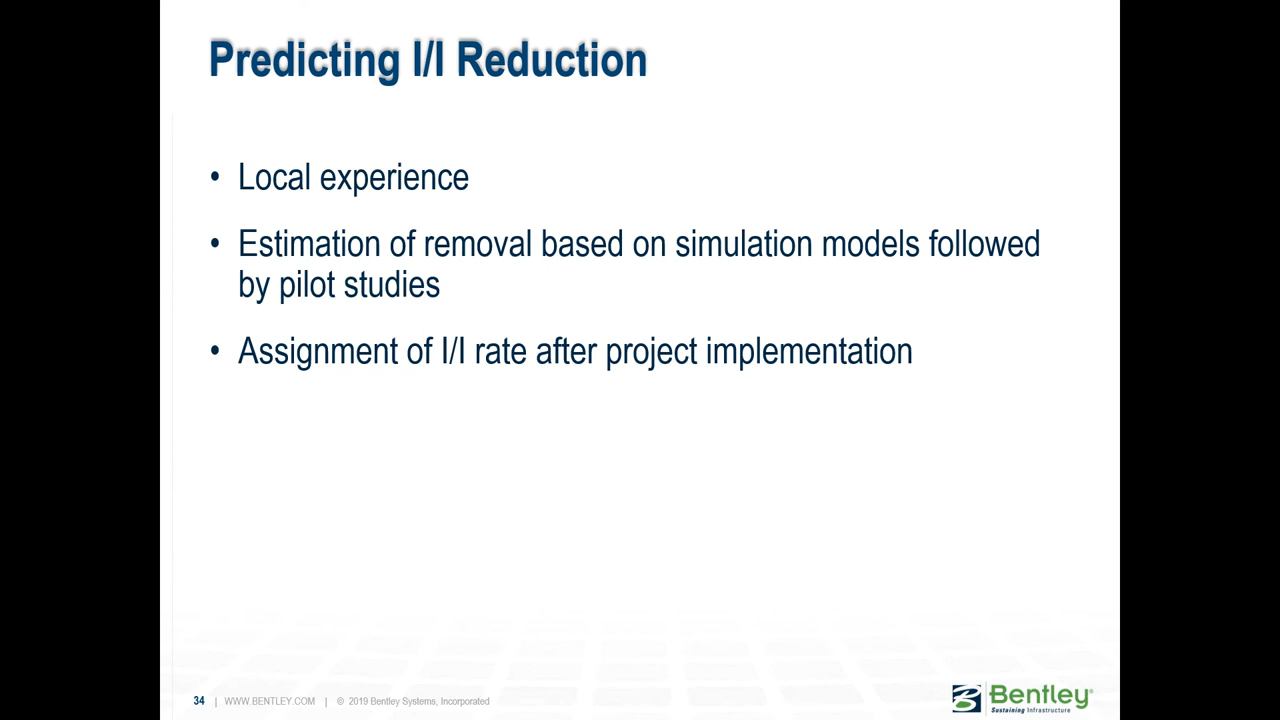 Predicting I/I Reduction
• Local experience
• Estimation of removal based on simulation models followed
by pilot studies
• Assignment of I/I rate after project implementation
34 | WWW.BENTLEY.COM | © 2019 Bentley Systems, Incorporated
Bentley®
Sustaining Infrastructure